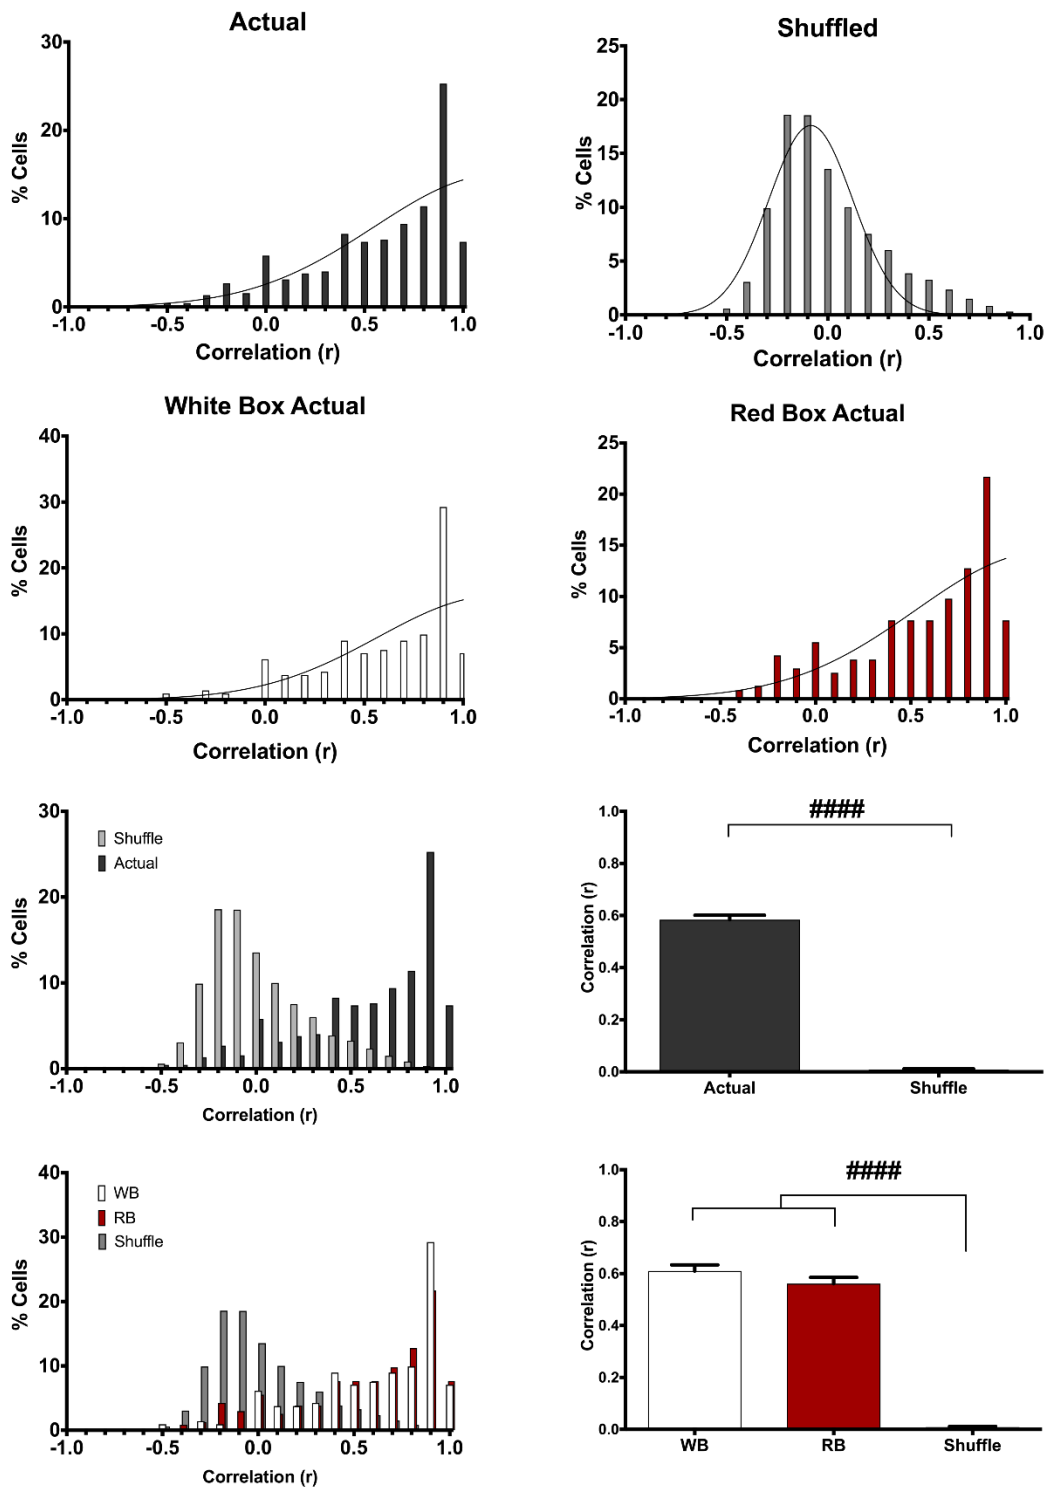 Actual
30
20
10
0
% Cells
-1.0 -0.5 0.0 0.5 1.0
Correlation (r)
Shuffled
25
20
15
10
5
0
% Cells
-1.0 -0.5 0.0 0.5 1.0
Correlation (r)
White Box Actual
40
30
20
10
0
% Cells
-1.0 -0.5 0.0 0.5 1.0
Correlation (r)
Red Box Actual
25
20
15
10
5
0
% Cells
-1.0 -0.5 0.0 0.5 1.0
Correlation (r)
30
20
10
0
% Cells
Shuffle
Actual
-1.0 -0.5 0.0 0.5 1.0
Correlation (r)
####
1.0
0.8
0.6
0.4
0.2
0.0
Correlation (r)
Actual Shuffle
40
30
20
10
0
% Cells
WB
RB
Shuffle
-1.0 -0.5 0.0 0.5 1.0
Correlation (r)
####
1.0
0.8
0.6
0.4
0.2
0.0
Correlation (r)
WB RB Shuffle